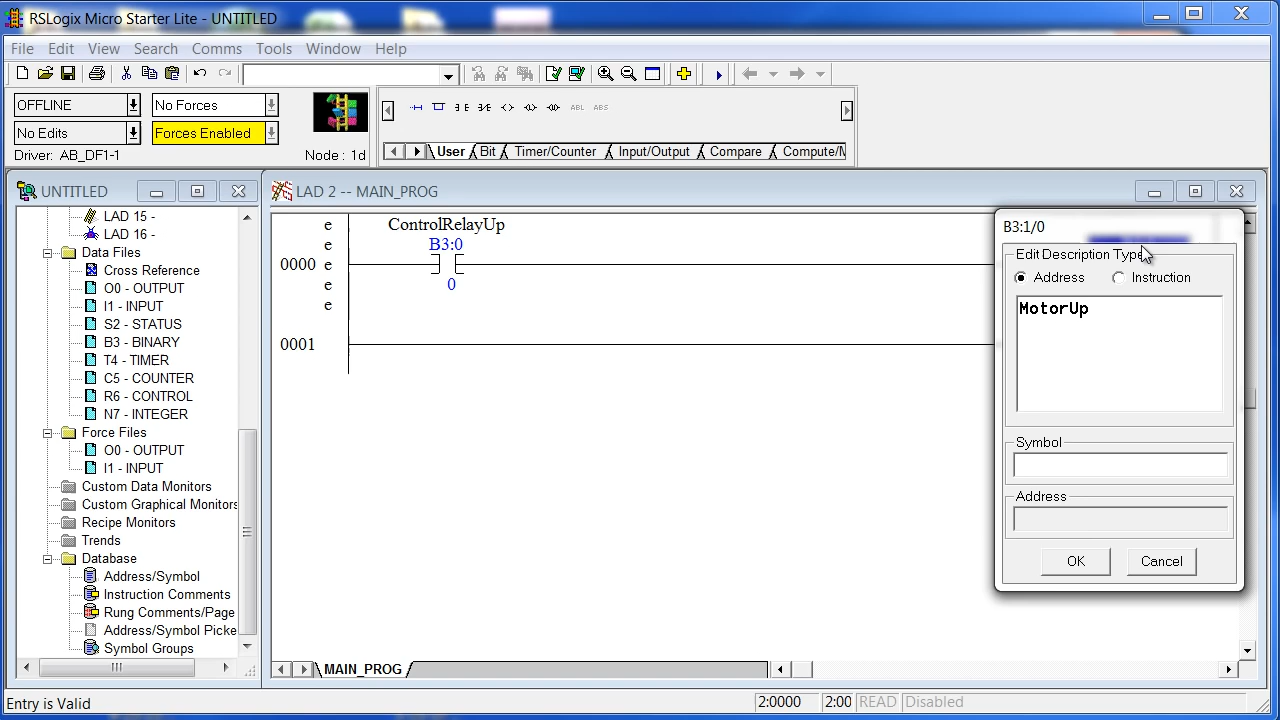 RSLogix Micro Starter Lite - UNTITLED
File Edit View Search Comms Tools Window Help
OFFLINE No Forces
No Edits Forces Enabled
Driver: AB_DF1-1 Node : 1d
ABL ABS
User Bit Timer/Counter Input/Output Compare Compute/M
UNTITLED
LAD 15 -
LAD 16 -
Data Files
Cross Reference
O0 - OUTPUT
I1 - INPUT
S2 - STATUS
B3 - BINARY
T4 - TIMER
C5 - COUNTER
R6 - CONTROL
N7 - INTEGER
Force Files
O0 - OUTPUT
I1 - INPUT
Custom Data Monitors
Custom Graphical Monitors
Recipe Monitors
Trends
Database
Address/Symbol
Instruction Comments
Rung Comments/Page
Address/Symbol Picke
Symbol Groups
LAD 2 -- MAIN_PROG
e ControlRelayUp
e B3:0
0000 e
e 0
e
0001
MAIN_PROG
B3:1/0
Edit Description Type
Address Instruction
MotorUp
Symbol
Address
OK Cancel
Entry is Valid
2:0000 2:00 READ Disabled